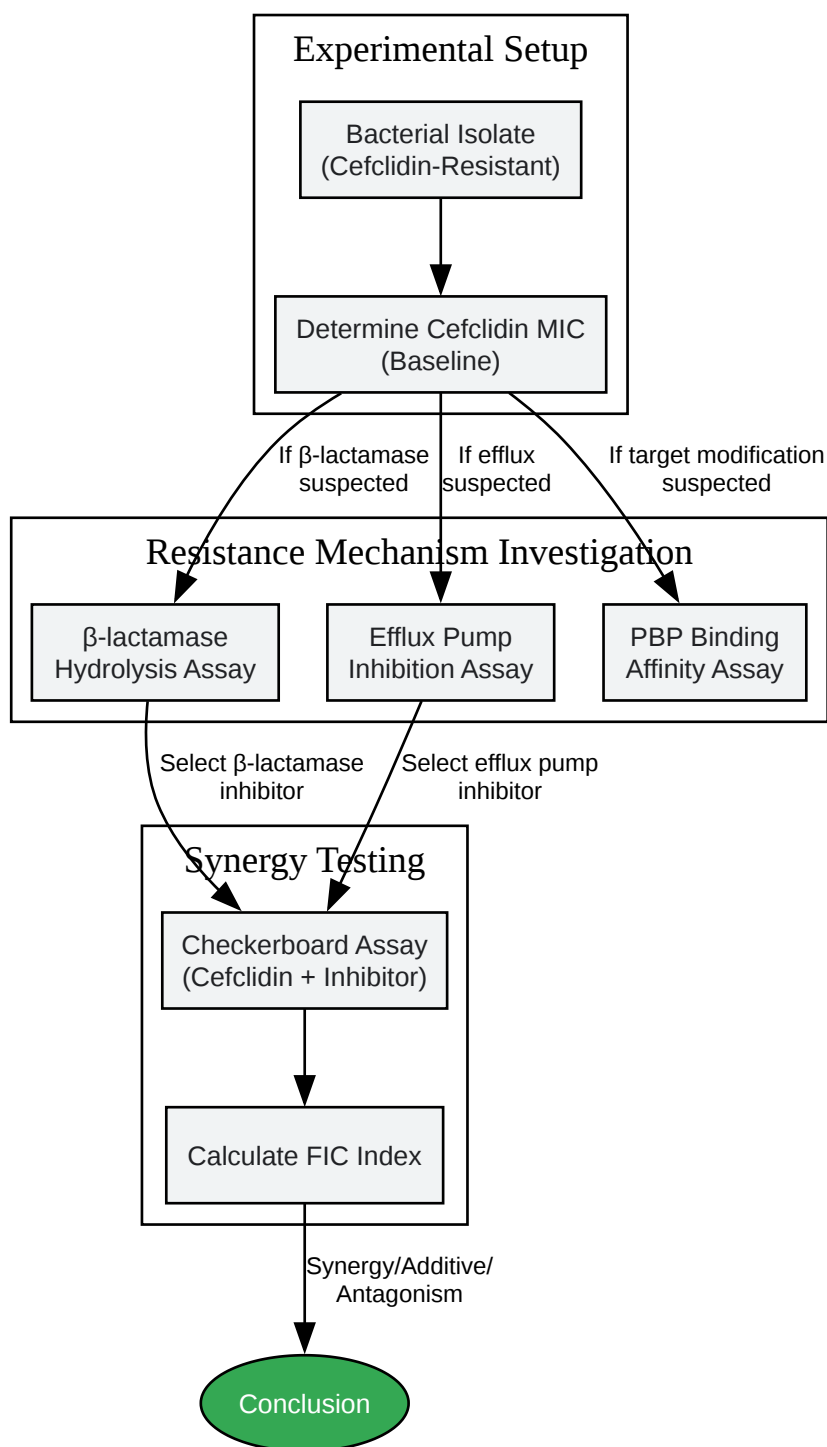 Experimental Setup
Bacterial Isolate
(Cefclidin-Resistant)
Determine Cefclidin MIC
(Baseline)
If β-lactamase
suspected
If efflux
suspected
If target modification
suspected
Resistance Mechanism Investigation
β-lactamase
Hydrolysis Assay
Efflux Pump
Inhibition Assay
PBP Binding
Affinity Assay
Select β-lactamase
inhibitor
Select efflux pump
inhibitor
Synergy Testing
Checkerboard Assay
(Cefclidin + Inhibitor)
Calculate FIC Index
Synergy/Additive/
Antagonism
Conclusion